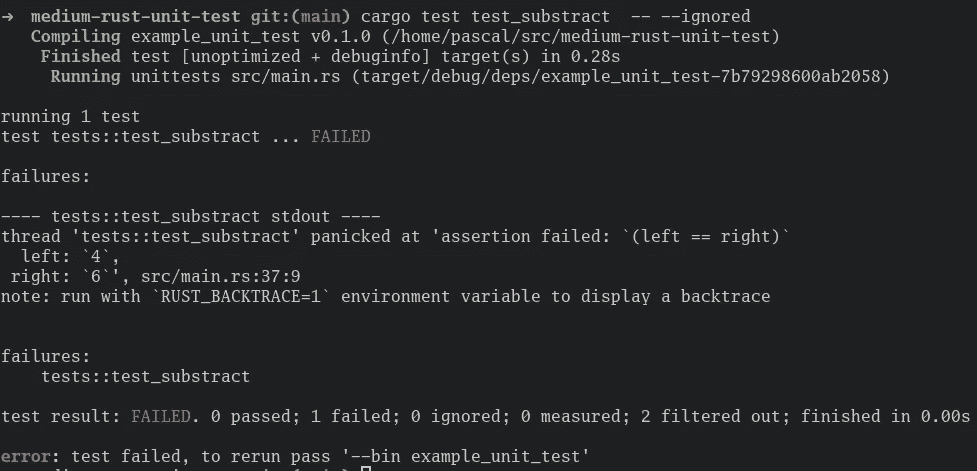 → medium-rust-unit-test git:(main) cargo test test_substract  -- --ignored
   Compiling example_unit_test v0.1.0 (/home/pascal/src/medium-rust-unit-test)
    Finished test [unoptimized + debuginfo] target(s) in 0.28s
     Running unittests src/main.rs (target/debug/deps/example_unit_test-7b79298600ab2058)
running 1 test
test tests::test_substract ... FAILED
failures:
---- tests::test_substract stdout ----
thread 'tests::test_substract' panicked at 'assertion failed: `(left == right)`
  left: `4`,
 right: `6`', src/main.rs:37:9
note: run with `RUST_BACKTRACE=1` environment variable to display a backtrace
failures:
    tests::test_substract
test result: FAILED. 0 passed; 1 failed; 0 ignored; 0 measured; 2 filtered out; finished in 0.00s
error: test failed, to rerun pass '--bin example_unit_test'